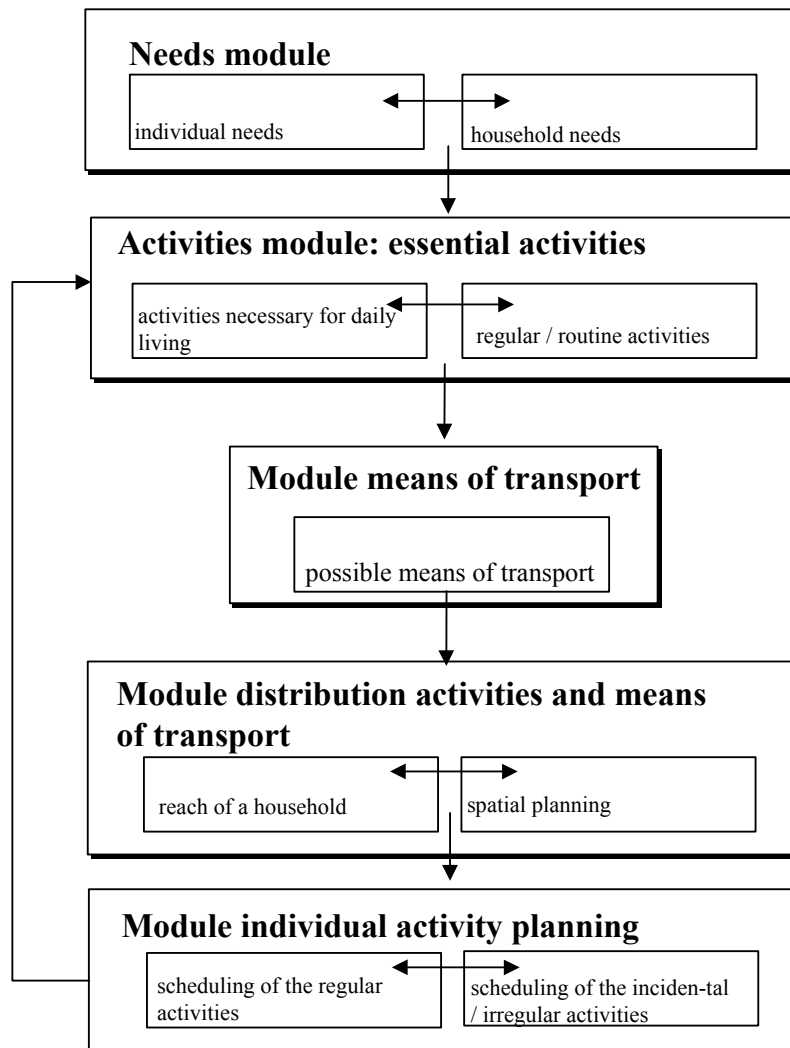 Needs module
individual needs
household needs
Activities module: essential activities
activities necessary for daily
living
regular / routine activities
Module means of transport
possible means of transport
Module distribution activities and means
of transport
reach of a household
spatial planning
Module individual activity planning
scheduling of the regular
activities
scheduling of the inciden-tal
/ irregular activities